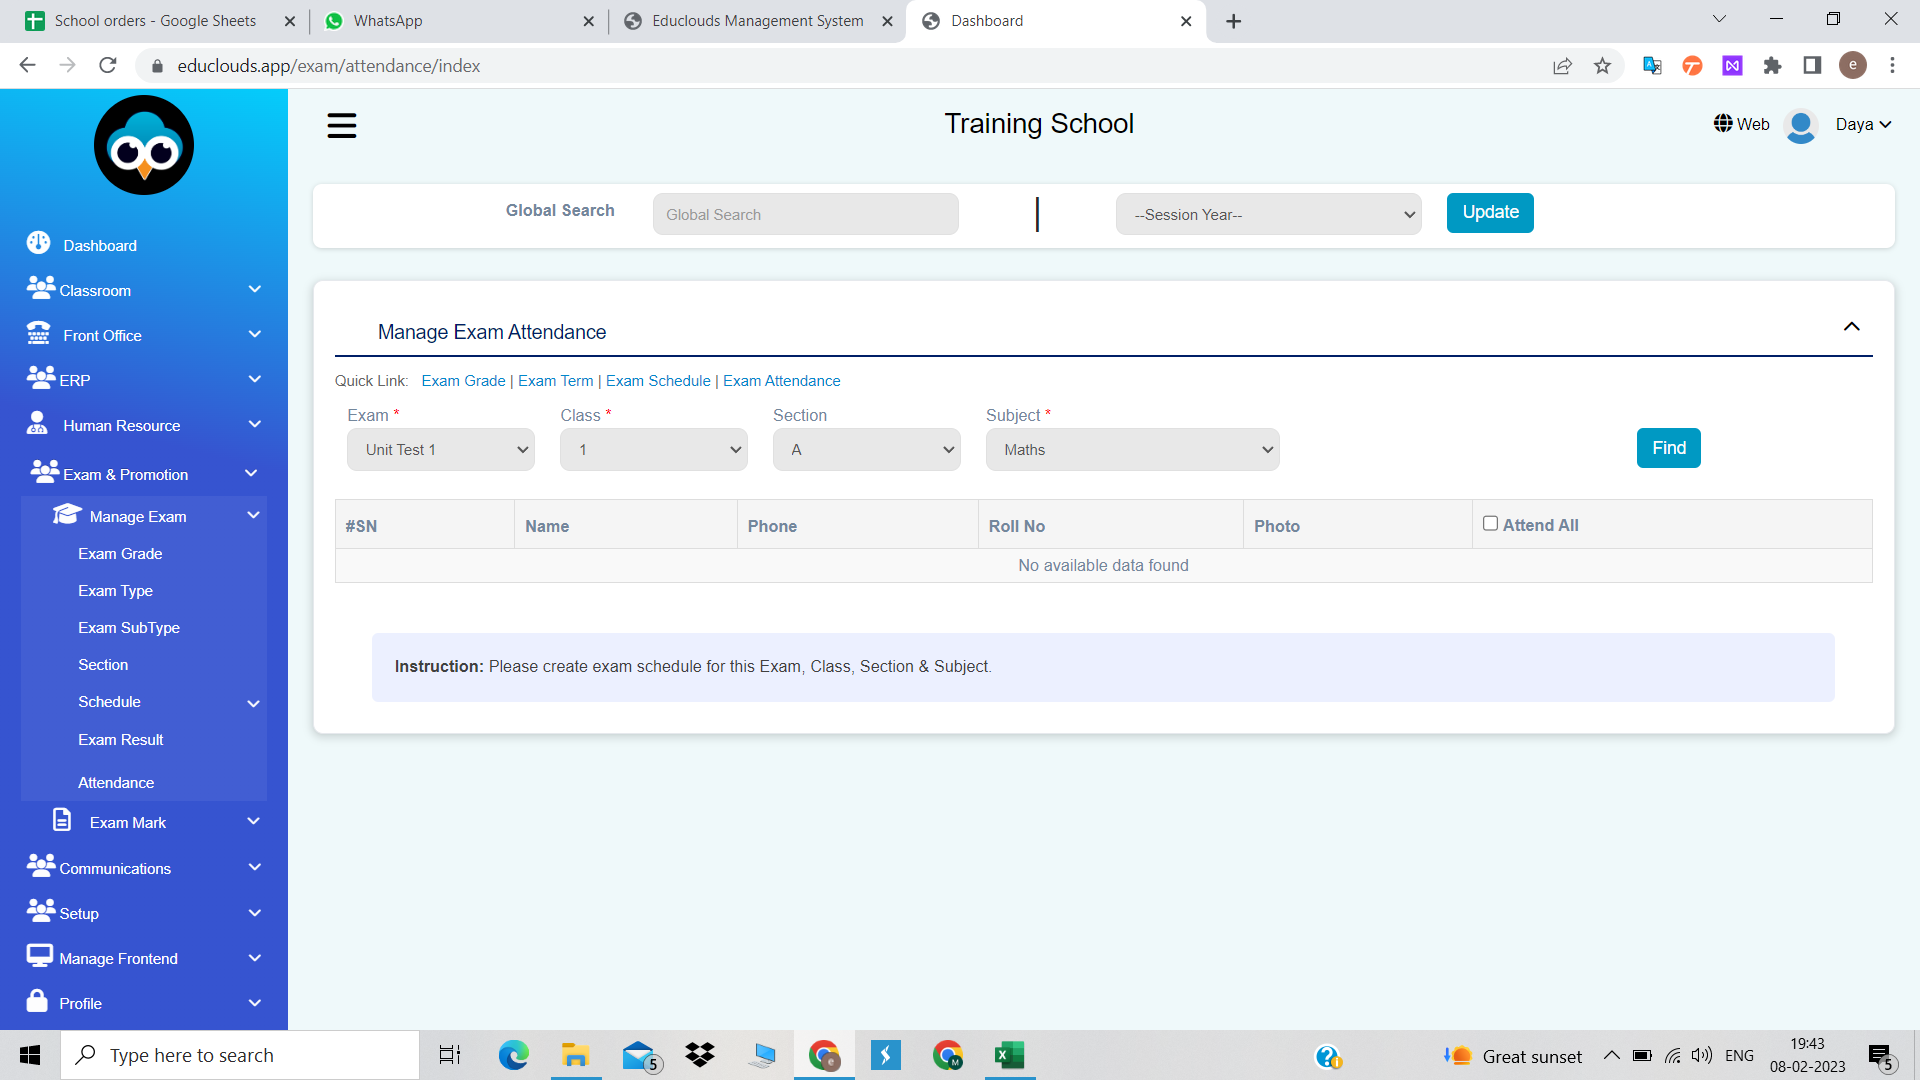 School orders - Google Sheets
WhatsApp
Educlouds Management System
Dashboard
educlouds.app/exam/attendance/index
e
Training School
Web
Daya
Global Search
Global Search
--Session Year--
Update
Dashboard
Classroom
Front Office
ERP
Human Resource
Exam & Promotion
Manage Exam
Exam Grade
Exam Type
Exam SubType
Section
Schedule
Exam Result
Attendance
Exam Mark
Communications
Setup
Manage Frontend
Profile
Manage Exam Attendance
Quick Link: Exam Grade | Exam Term | Exam Schedule | Exam Attendance
Exam * Class * Section Subject *
Unit Test 1 1 A Maths Find
#SN Name Phone Roll No Photo Attend All
No available data found
Instruction: Please create exam schedule for this Exam, Class, Section & Subject.
Type here to search
5
Great sunset
ENG
19:43
08-02-2023
5